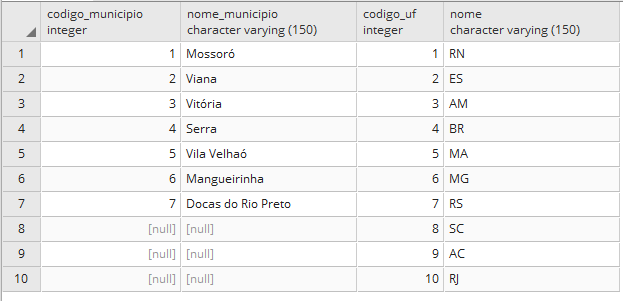 codigo_municipio nome_municipio codigo_uf nome
integer character varying (150) integer character varying (150)
1 1 Mossoró 1 RN
2 2 Viana 2 ES
3 3 Vitória 3 AM
4 4 Serra 4 BR
5 5 Vila Velhaó 5 MA
6 6 Mangueirinha 6 MG
7 7 Docas do Rio Preto 7 RS
8 [null] [null] 8 SC
9 [null] [null] 9 AC
10 [null] [null] 10 RJ